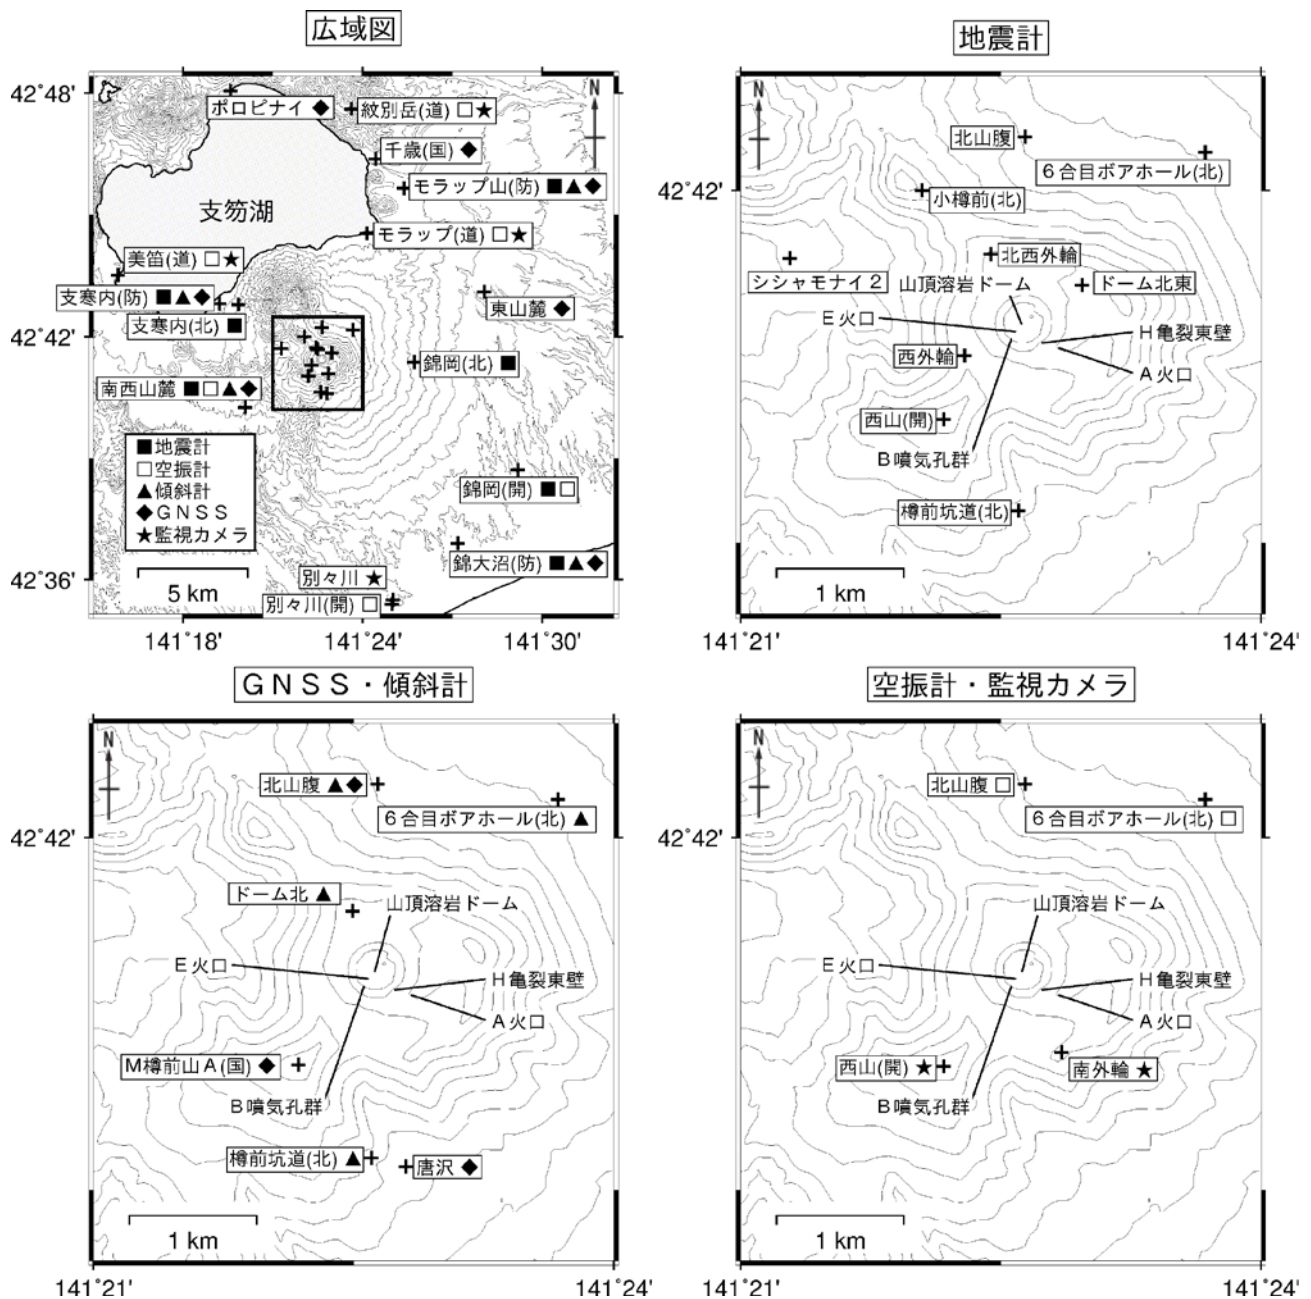 広域図
N
42˚48'
ポロピナイ ◆
紋別岳(道) □★
千歳(国) ◆
モラップ山(防) ■▲◆
支笏湖
モラップ(道) □★
美笛(道) □★
支寒内(防) ■▲◆
東山麓 ◆
支寒内(北) ■
42˚42'
錦岡(北) ■
南西山麓 ■□▲◆
■地震計
□空振計
▲傾斜計
◆GNSS
★監視カメラ
錦岡(開) ■□
錦大沼(防) ■▲◆
別々川 ★
42˚36'
5 km
別々川(開) □
141˚18'
141˚24'
141˚30'
地震計
N
北山腹
6合目ボアホール(北)
42˚42'
小樽前(北)
北西外輪
シシャモナイ2
山頂溶岩ドーム
ドーム北東
E火口
H亀裂東壁
西外輪
A火口
西山(開)
B噴気孔群
樽前坑道(北)
1 km
141˚21'
141˚24'
GNSS・傾斜計
N
北山腹 ▲◆
6合目ボアホール(北) ▲
42˚42'
ドーム北 ▲
山頂溶岩ドーム
E火口
H亀裂東壁
A火口
M樽前山A(国) ◆
B噴気孔群
樽前坑道(北) ▲
唐沢 ◆
1 km
141˚21'
141˚24'
空振計・監視カメラ
N
北山腹 □
6合目ボアホール(北) □
42˚42'
山頂溶岩ドーム
E火口
H亀裂東壁
A火口
西山(開) ★
南外輪 ★
B噴気孔群
1 km
141˚21'
141˚24'